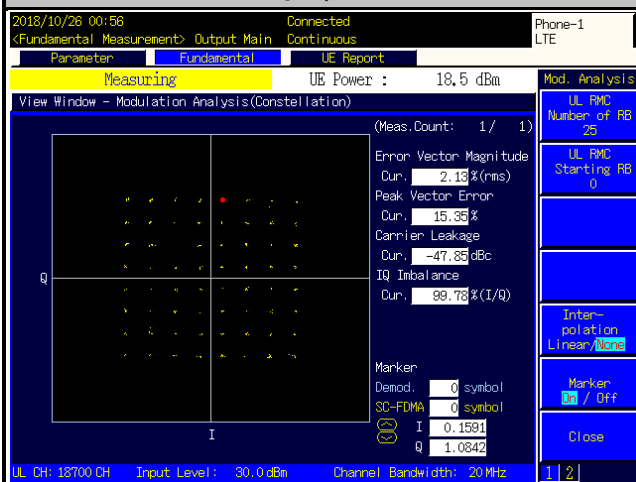 2018/10/26 00:56 Connected Phone-1
<Fundamental Measurement> Output Main Continuous LTE
Parameter Fundamental UE Report
Measuring UE Power : 18.5 dBm Mod. Analysis
View Window - Modulation Analysis(Constellation)
(Meas.Count: 1/ 1)
Error Vector Magnitude
Cur. 2.13 %(rms)
Peak Vector Error
Cur. 15.35 %
Carrier Leakage
Cur. -47.85 dBc
IQ Imbalance
Cur. 99.78 %(I/Q)
Q
I
Marker
Demod. 0 symbol
SC-FDMA 0 symbol
I 0.1591
Q 1.0842
UL RMC
Number of RB
25
UL RMC
Starting RB
0
Inter-
polation
Linear/None
Marker
On / Off
Close
UL CH: 18700 CH Input Level: 30.0 dBm Channel Bandwidth: 20 MHz 1 2